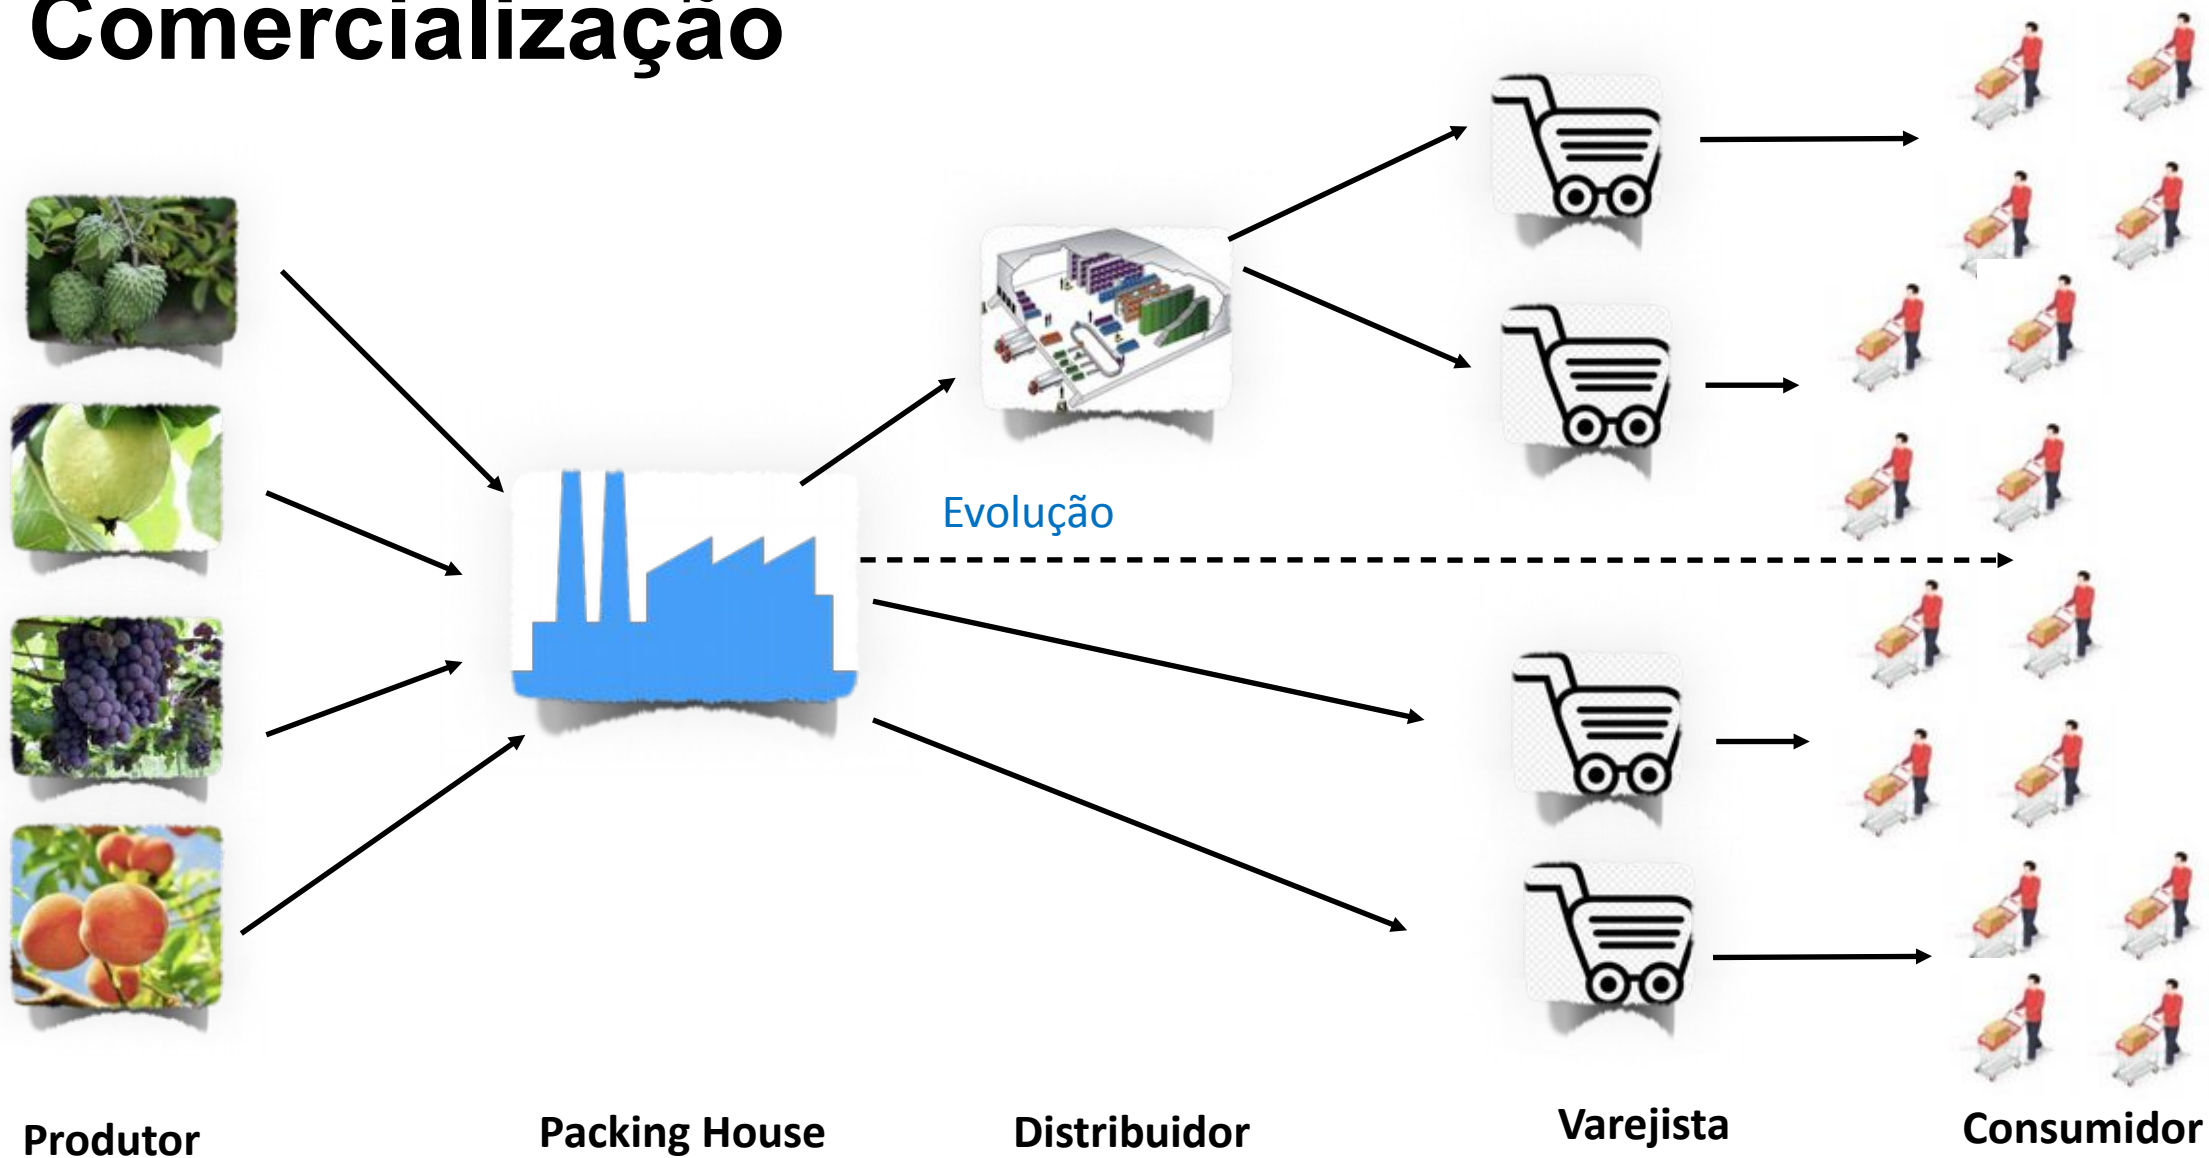 Comercialização
Evolução
Produtor
Packing House
Distribuidor
Varejista
Consumidor